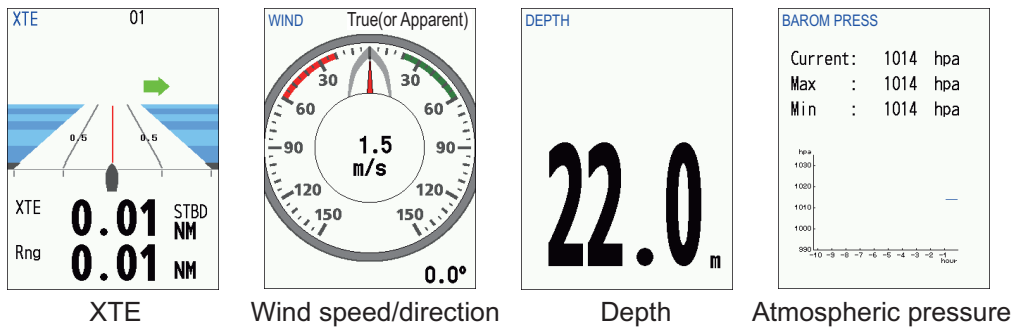 XTE 01
0.5 0.5
XTE 0.01 STBD NM
Rng 0.01 NM
XTE
WIND True(or Apparent)
30 30
60 60
90 90
120 120
150 150
1.5
m/s
0.0°
Wind speed/direction
DEPTH
22.0 m
Depth
BAROM PRESS
Current: 1014 hpa
Max : 1014 hpa
Min : 1014 hpa
hpa
1030
1020
1010
1000
990
-10 -9 -8 -7 -6 -5 -4 -3 -2 -1
hour
Atmospheric pressure